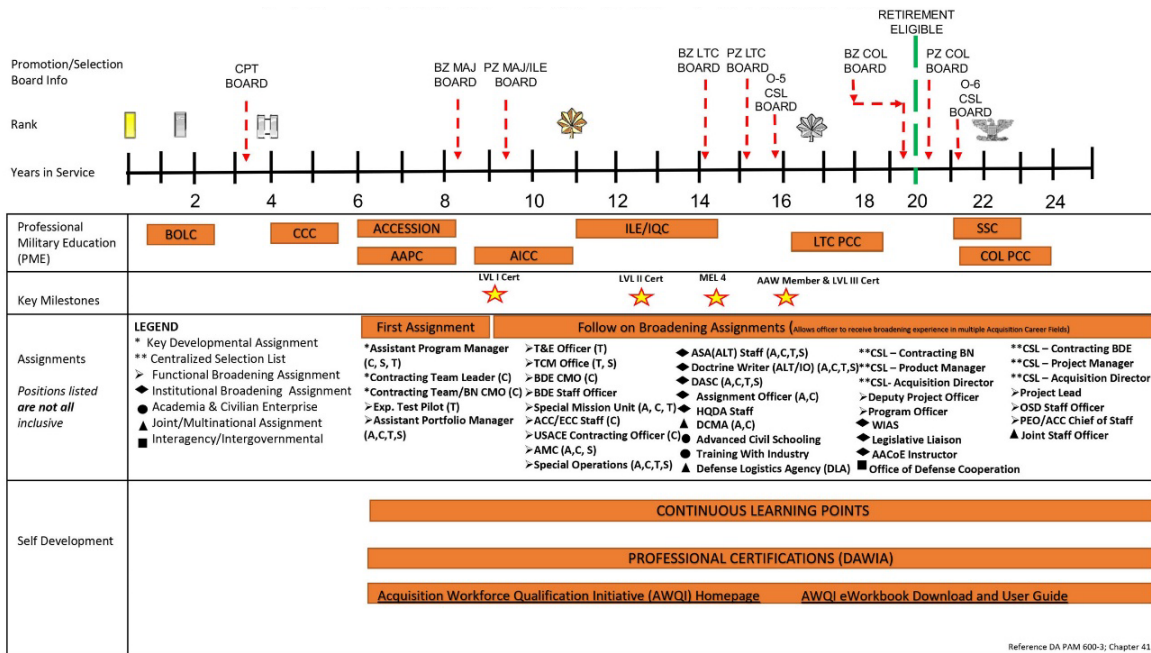 RETIREMENT
ELIGIBLE
Promotion/Selection
Board Info
CPT
BOARD
BZ MAJ
BOARD
PZ MAJ/ILE
BOARD
BZ LTC
BOARD
PZ LTC
BOARD
O-5
CSL
BOARD
BZ COL
BOARD
PZ COL
BOARD
O-6
CSL
BOARD
Rank
Years in Service
2 4 6 8 10 12 14 16 18 20 22 24
Professional
Military Education
(PME)
BOLC
CCC
ACCESSION
AAPC
AICC
ILE/IQC
LTC PCC
SSC
COL PCC
Key Milestones
LVL I Cert
LVL II Cert
MEL 4
AAW Member & LVL III Cert
Assignments
Positions listed
are not all
inclusive
LEGEND
* Key Developmental Assignment
** Centralized Selection List
➢ Functional Broadening Assignment
◆ Institutional Broadening Assignment
● Academia & Civilian Enterprise
▲ Joint/Multinational Assignment
■ Interagency/Intergovernmental
First Assignment
Follow on Broadening Assignments (Allows officer to receive broadening experience in multiple Acquisition Career Fields)
*Assistant Program Manager
(C, S, T)
*Contracting Team Leader (C)
*Contracting Team/BN CMO (C)
➢Exp. Test Pilot (T)
➢Assistant Portfolio Manager
(A,C,T,S)
➢T&E Officer (T)
➢TCM Office (T, S)
➢BDE CMO (C)
➢BDE Staff Officer
➢Special Mission Unit (A, C, T)
➢ACC/ECC Staff (C)
➢USACE Contracting Officer (C)
➢AMC (A,C, S)
➢Special Operations (A,C,T,S)
◆ASA(ALT) Staff (A,C,T,S)
◆Doctrine Writer (ALT/IO) (A,C,T,S)
◆DASC (A,C,T,S)
◆Assignment Officer (A,C)
◆HQDA Staff
▲ DCMA (A,C)
● Advanced Civil Schooling
● Training With Industry
▲ Defense Logistics Agency (DLA)
**CSL – Contracting BN
**CSL – Product Manager
**CSL- Acquisition Director
➢Deputy Project Officer
➢Program Officer
◆WIAS
◆Legislative Liaison
◆AACoE Instructor
■Office of Defense Cooperation
**CSL – Contracting BDE
**CSL – Project Manager
**CSL – Acquisition Director
➢Project Lead
➢OSD Staff Officer
➢PEO/ACC Chief of Staff
▲Joint Staff Officer
Self Development
CONTINUOUS LEARNING POINTS
PROFESSIONAL CERTIFICATIONS (DAWIA)
Acquisition Workforce Qualification Initiative (AWQI) Homepage AWQI eWorkbook Download and User Guide
Reference DA PAM 600-3; Chapter 41